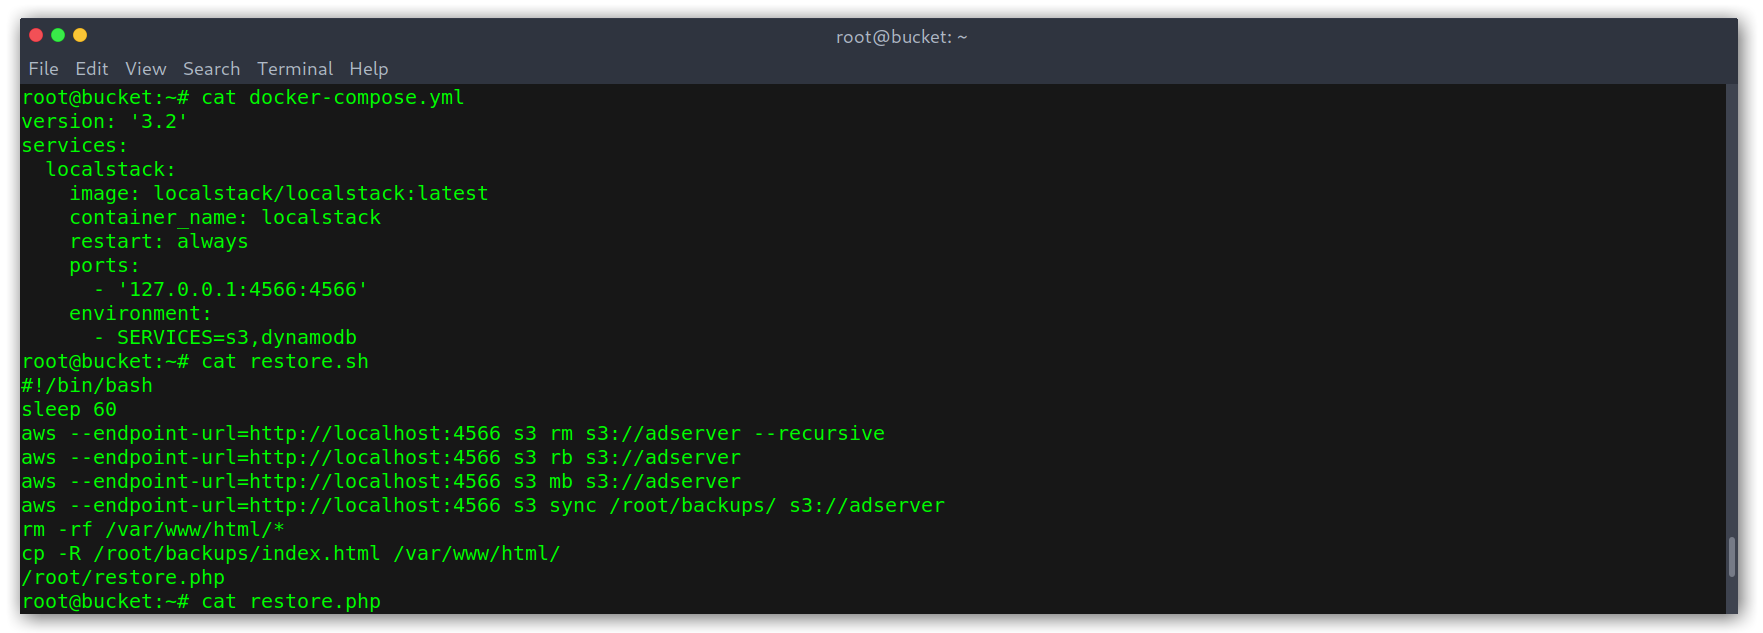 root@bucket: ~
File Edit View Search Terminal Help
root@bucket:~# cat docker-compose.yml
version: '3.2'
services:
  localstack:
    image: localstack/localstack:latest
    container_name: localstack
    restart: always
    ports:
      - '127.0.0.1:4566:4566'
    environment:
      - SERVICES=s3,dynamodb
root@bucket:~# cat restore.sh
#!/bin/bash
sleep 60
aws --endpoint-url=http://localhost:4566 s3 rm s3://adserver --recursive
aws --endpoint-url=http://localhost:4566 s3 rb s3://adserver
aws --endpoint-url=http://localhost:4566 s3 mb s3://adserver
aws --endpoint-url=http://localhost:4566 s3 sync /root/backups/ s3://adserver
rm -rf /var/www/html/*
cp -R /root/backups/index.html /var/www/html/
/root/restore.php
root@bucket:~# cat restore.php